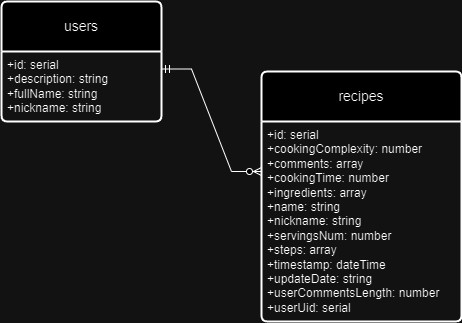 users
+id: serial
+description: string
+fullName: string
+nickname: string
recipes
+id: serial
+cookingComplexity: number
+comments: array
+cookingTime: number
+ingredients: array
+name: string
+nickname: string
+servingsNum: number
+steps: array
+timestamp: dateTime
+updateDate: string
+userCommentsLength: number
+userUid: serial